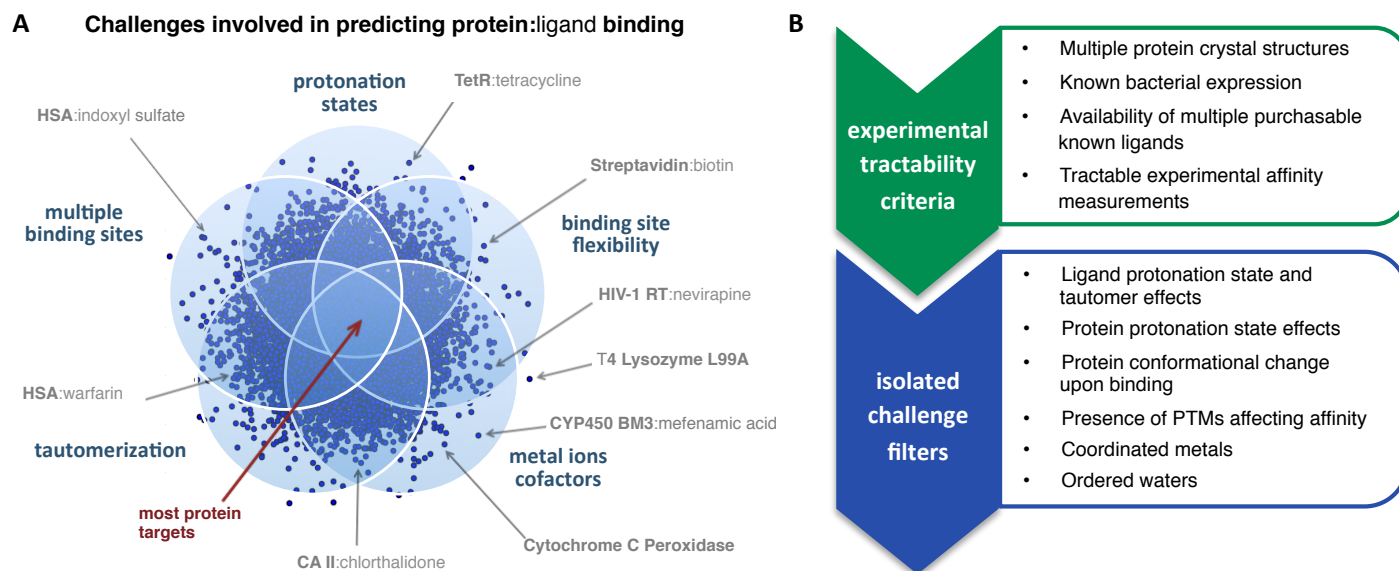 A
Challenges involved in predicting protein:ligand binding
protonation
states
TetR:tetracycline
HSA:indoxyl sulfate
Streptavidin:biotin
multiple
binding sites
binding site
flexibility
HIV-1 RT:nevirapine
T4 Lysozyme L99A
HSA:warfarin
CYP450 BM3:mefenamic acid
tautomerization
metal ions
cofactors
most protein
targets
Cytochrome C Peroxidase
CA II:chlorthalidone
B
experimental
tractability
criteria
• Multiple protein crystal structures
• Known bacterial expression
• Availability of multiple purchasable
known ligands
• Tractable experimental affinity
measurements
isolated
challenge
filters
• Ligand protonation state and
tautomer effects
• Protein protonation state effects
• Protein conformational change
upon binding
• Presence of PTMs affecting affinity
• Coordinated metals
• Ordered waters